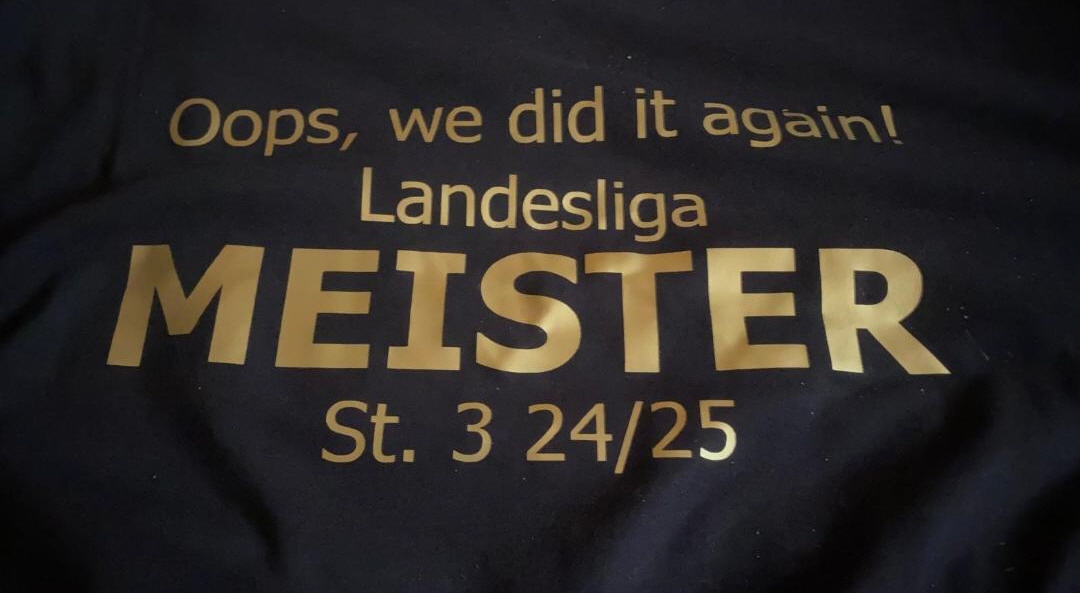 Oops, we did it again!
Landesliga
MEISTER
St. 3 24/25